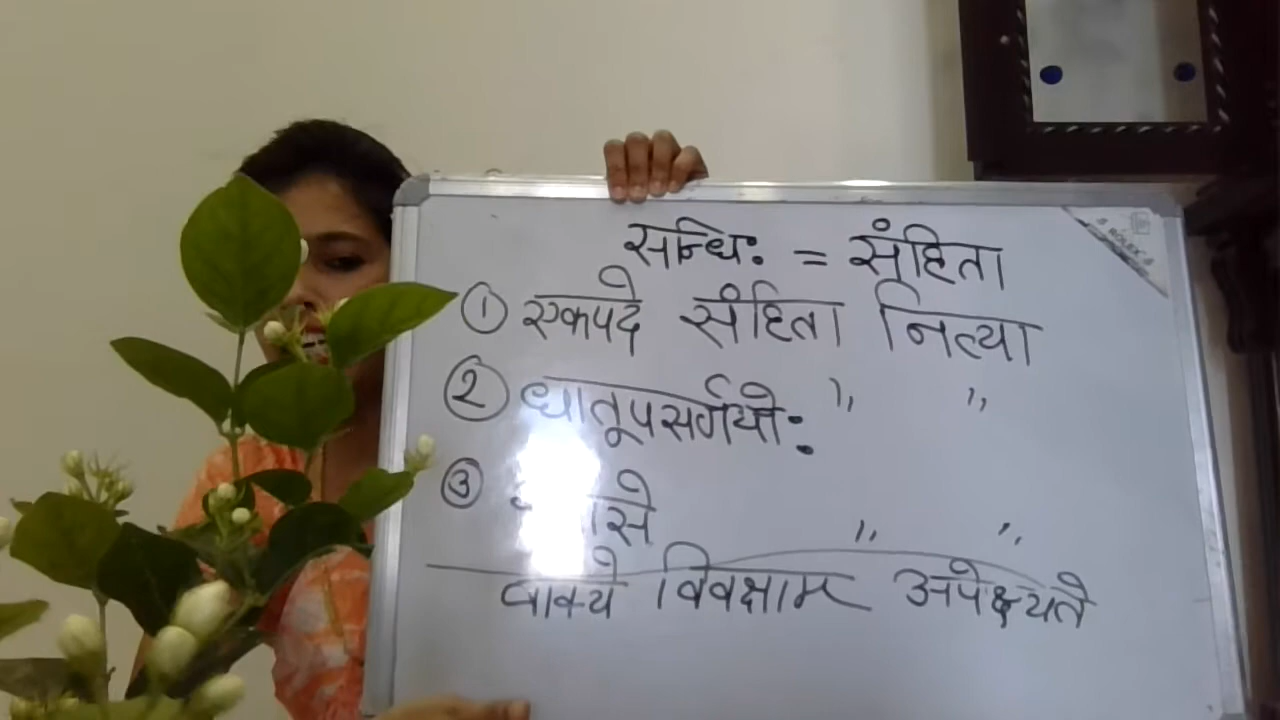 सन्धिः = संहिता
① एकपदे संहिता नित्या
② धातूपसर्गयोः ,, ,,
③ ,, ,,
वाक्ये विवक्षाम् अपेक्ष्यते